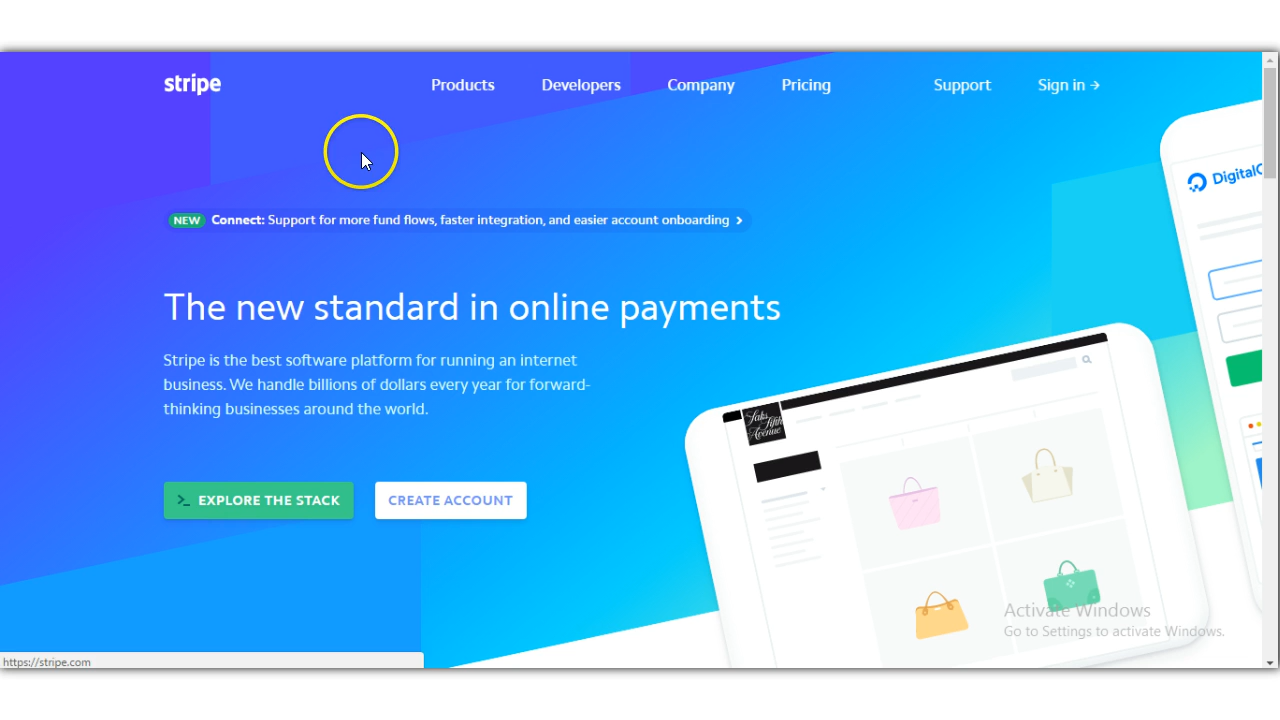 stripe
Products Developers Company Pricing Support Sign in →
NEW Connect: Support for more fund flows, faster integration, and easier account onboarding >
The new standard in online payments
Stripe is the best software platform for running an internet
business. We handle billions of dollars every year for forward-
thinking businesses around the world.
>_ EXPLORE THE STACK
CREATE ACCOUNT
Saks
Fifth
Avenue
Activate Windows
Go to Settings to activate Windows.
https://stripe.com